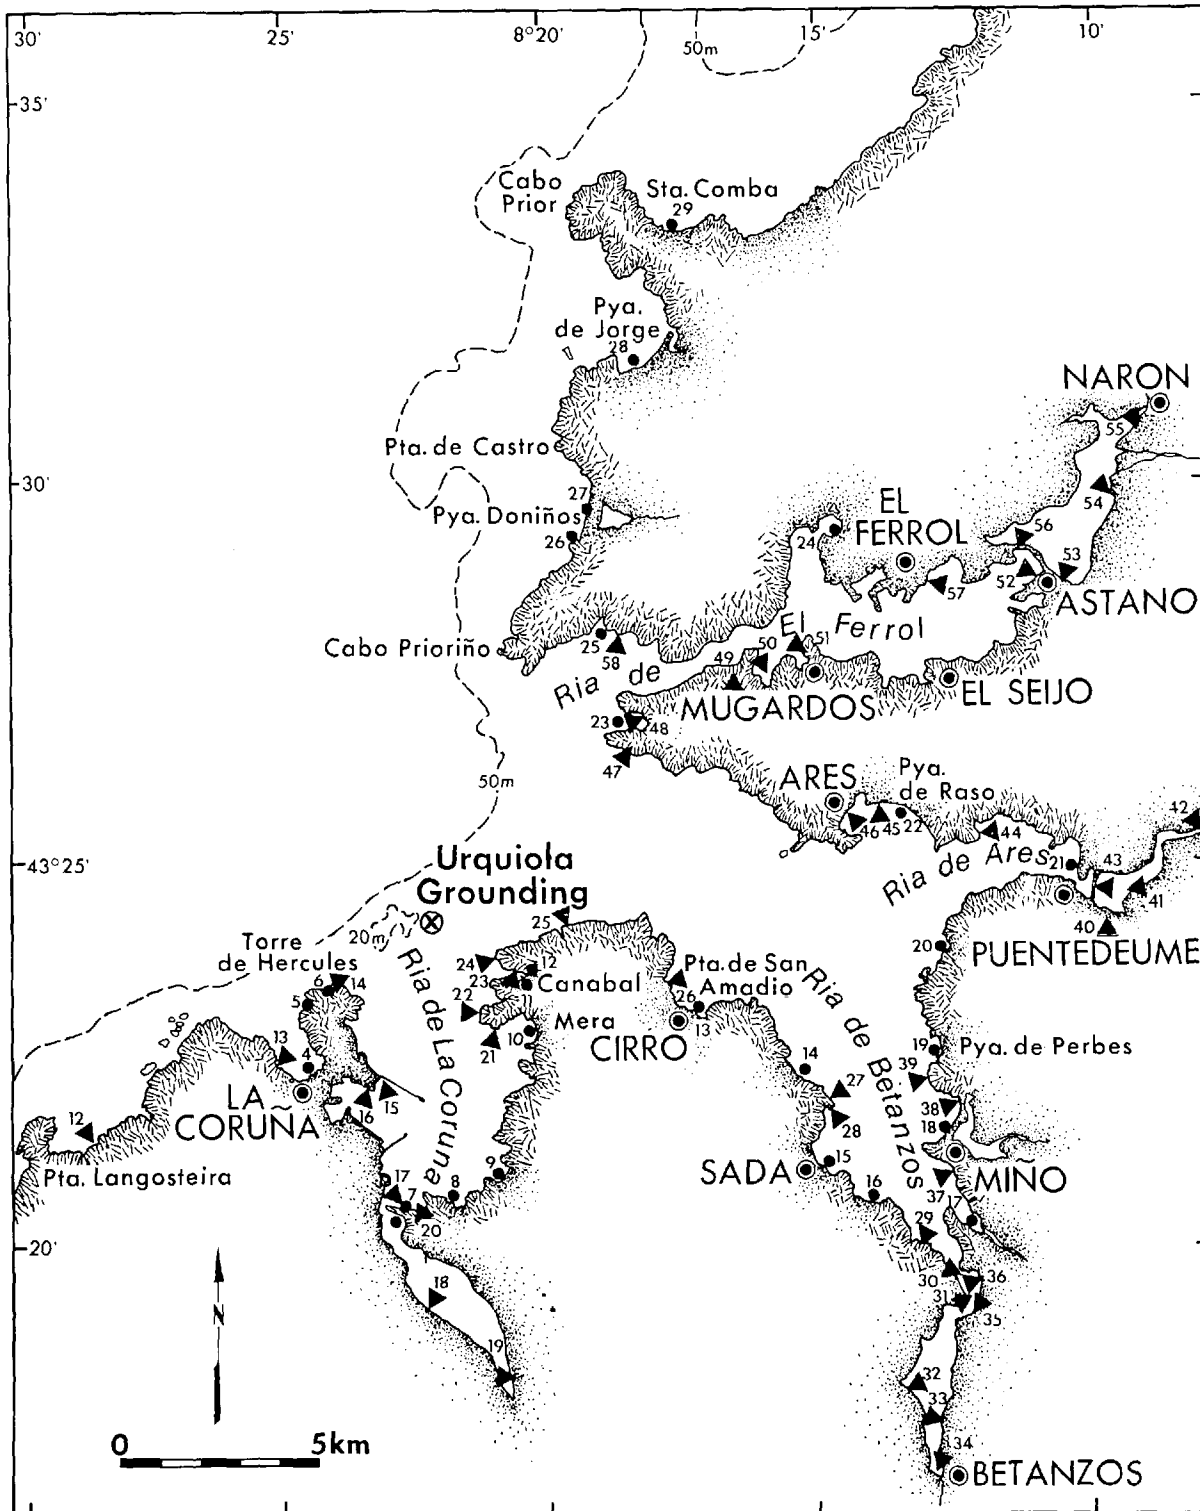 30'
25'
8°20'
50m
15'
10'
35'
Cabo
Prior
Sta. Comba
29
Pya.
de Jorge
28
NARON
55
Pta. de Castro
30'
27
Pya. Doniños
26
54
EL
FERROL
24
56
57
52
53
ASTANO
Cabo Prioriño
25
58
Ria de El Ferrol
49
50
51
MUGARDOS
EL SEIJO
23
48
47
50m
ARES
Pya.
de Raso
46
45
22
44
42
43°25'
Ria de Ares
21
43
41
40
PUENTEDEUME
Urquiola
Grounding
20m
25
Torre
de Hercules
6
14
5
24
12
23
Canabal
22
11
Mera
10
21
Pta. de San
Amadio
26
13
CIRRO
20
Ria de La Coruna
Ria de Betanzos
19
Pya. de Perbes
39
13
4
LA
CORUÑA
16
15
12
Pta. Langosteira
14
27
28
38
18
SADA
15
16
MINO
37
17
17
7
8
9
20
20'
1
18
19
29
30
36
31
35
32
33
34
BETANZOS
N
0
5km